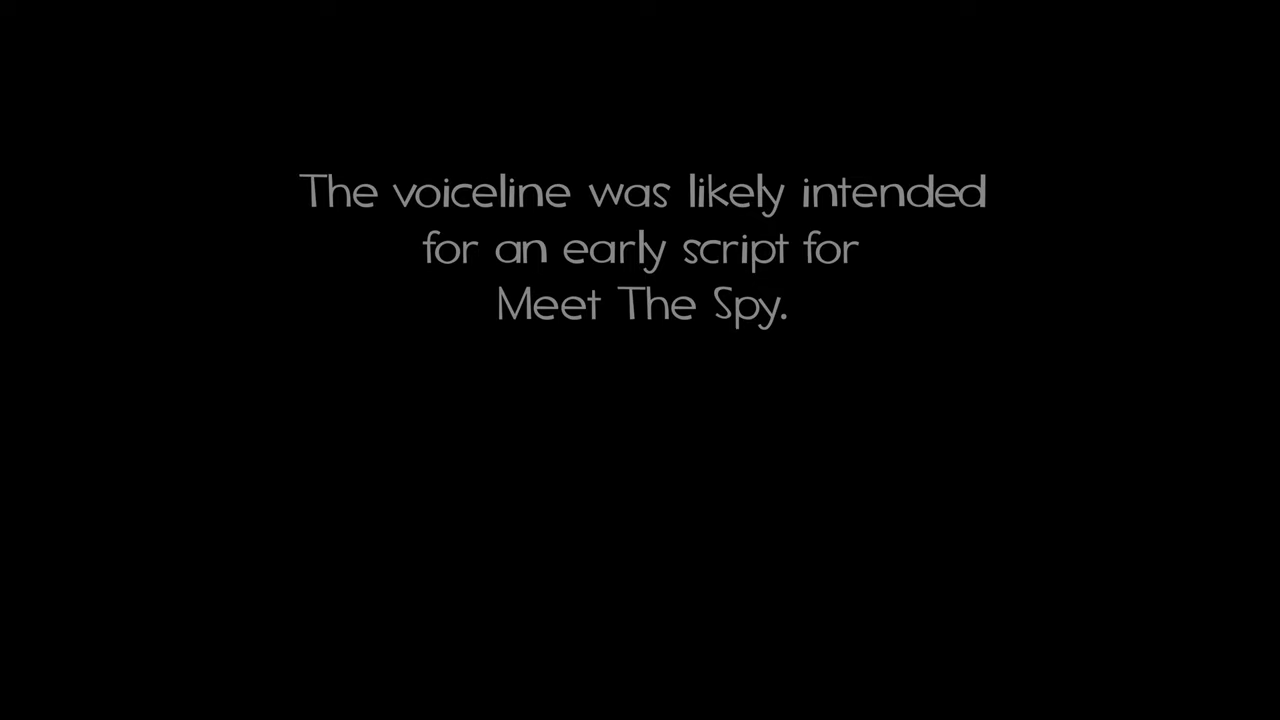 The voiceline was likely intended
for an early script for
Meet The Spy.